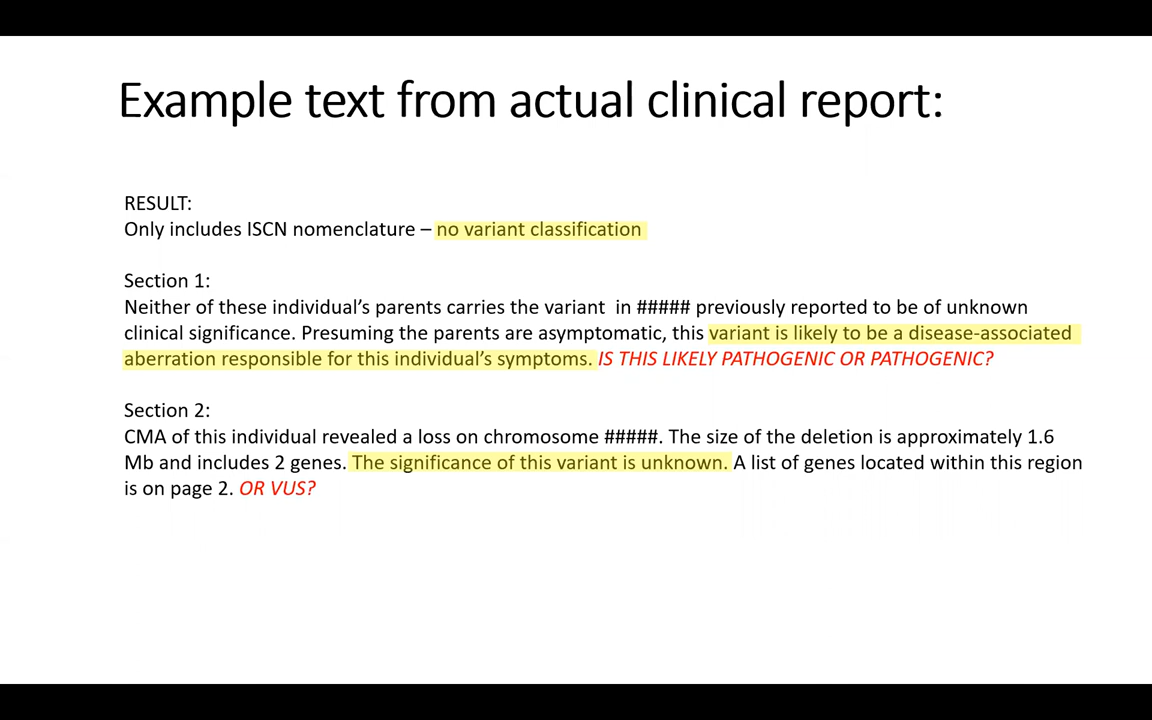 Example text from actual clinical report:
RESULT:
Only includes ISCN nomenclature – no variant classification
Section 1:
Neither of these individual’s parents carries the variant  in ##### previously reported to be of unknown
clinical significance. Presuming the parents are asymptomatic, this variant is likely to be a disease-associated
aberration responsible for this individual’s symptoms. IS THIS LIKELY PATHOGENIC OR PATHOGENIC?
Section 2:
CMA of this individual revealed a loss on chromosome #####. The size of the deletion is approximately 1.6
Mb and includes 2 genes. The significance of this variant is unknown. A list of genes located within this region
is on page 2. OR VUS?